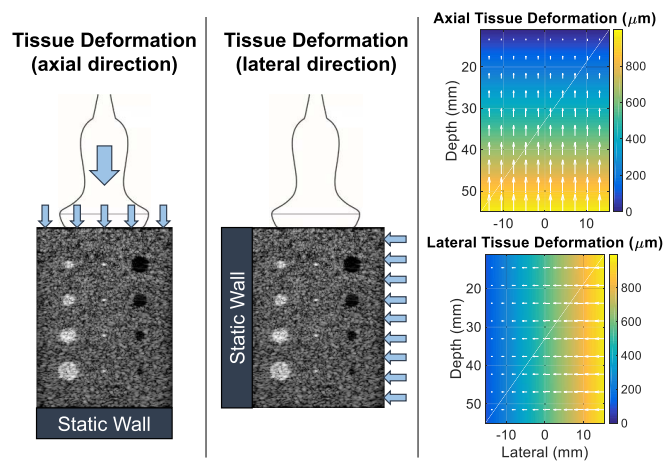 Tissue Deformation
(axial direction)
Static Wall
Tissue Deformation
(lateral direction)
Static Wall
Axial Tissue Deformation (μm)
Depth (mm)
20
30
40
50
-10
0
10
800
600
400
200
0
Lateral Tissue Deformation (μm)
Depth (mm)
20
30
40
50
-10
0
10
Lateral (mm)
800
600
400
200
0